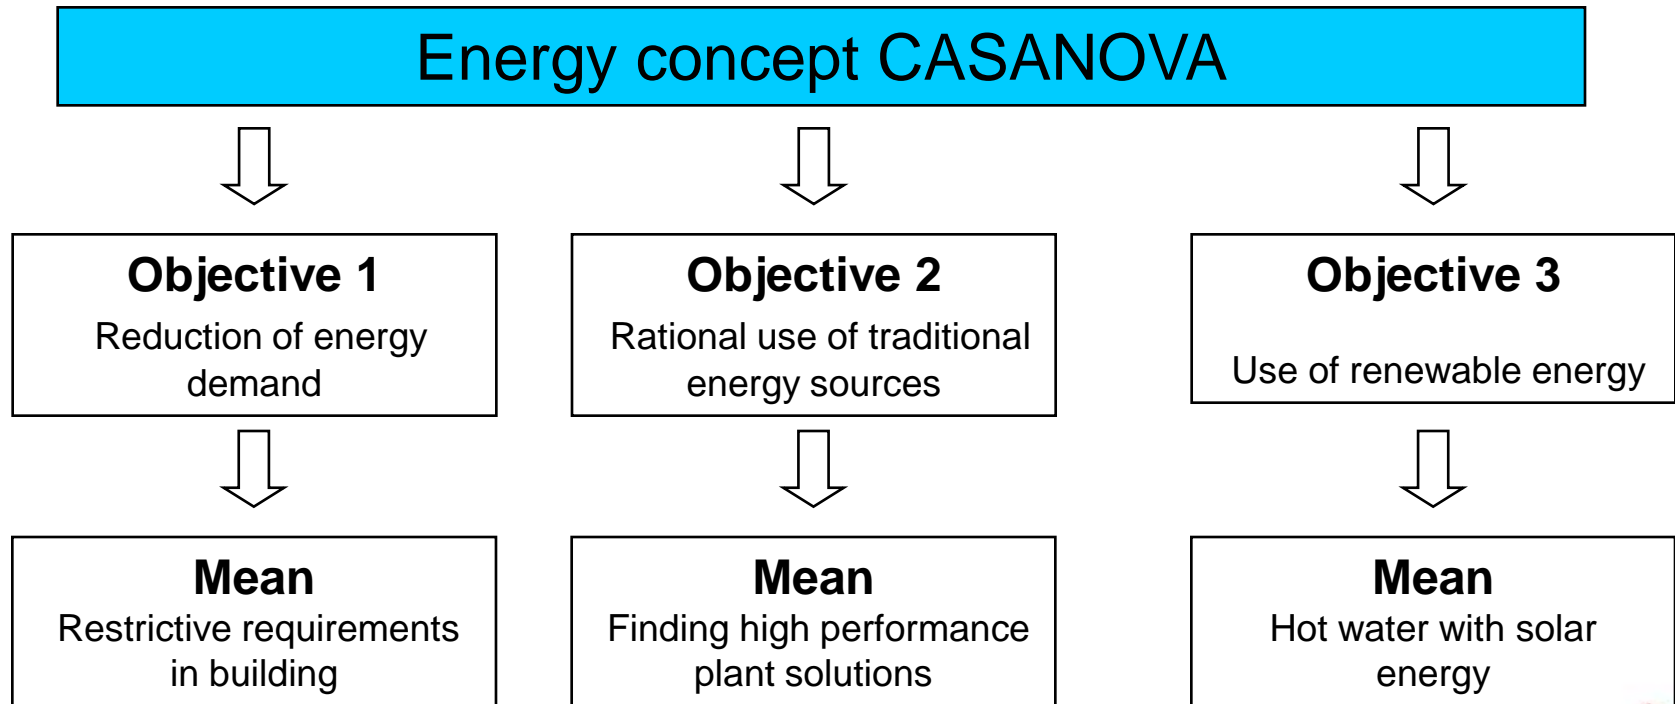 Energy concept CASANOVA
Objective 1
Reduction of energy
demand
Objective 2
Rational use of traditional
energy sources
Objective 3
Use of renewable energy
Mean
Restrictive requirements
in building
Mean
Finding high performance
plant solutions
Mean
Hot water with solar
energy